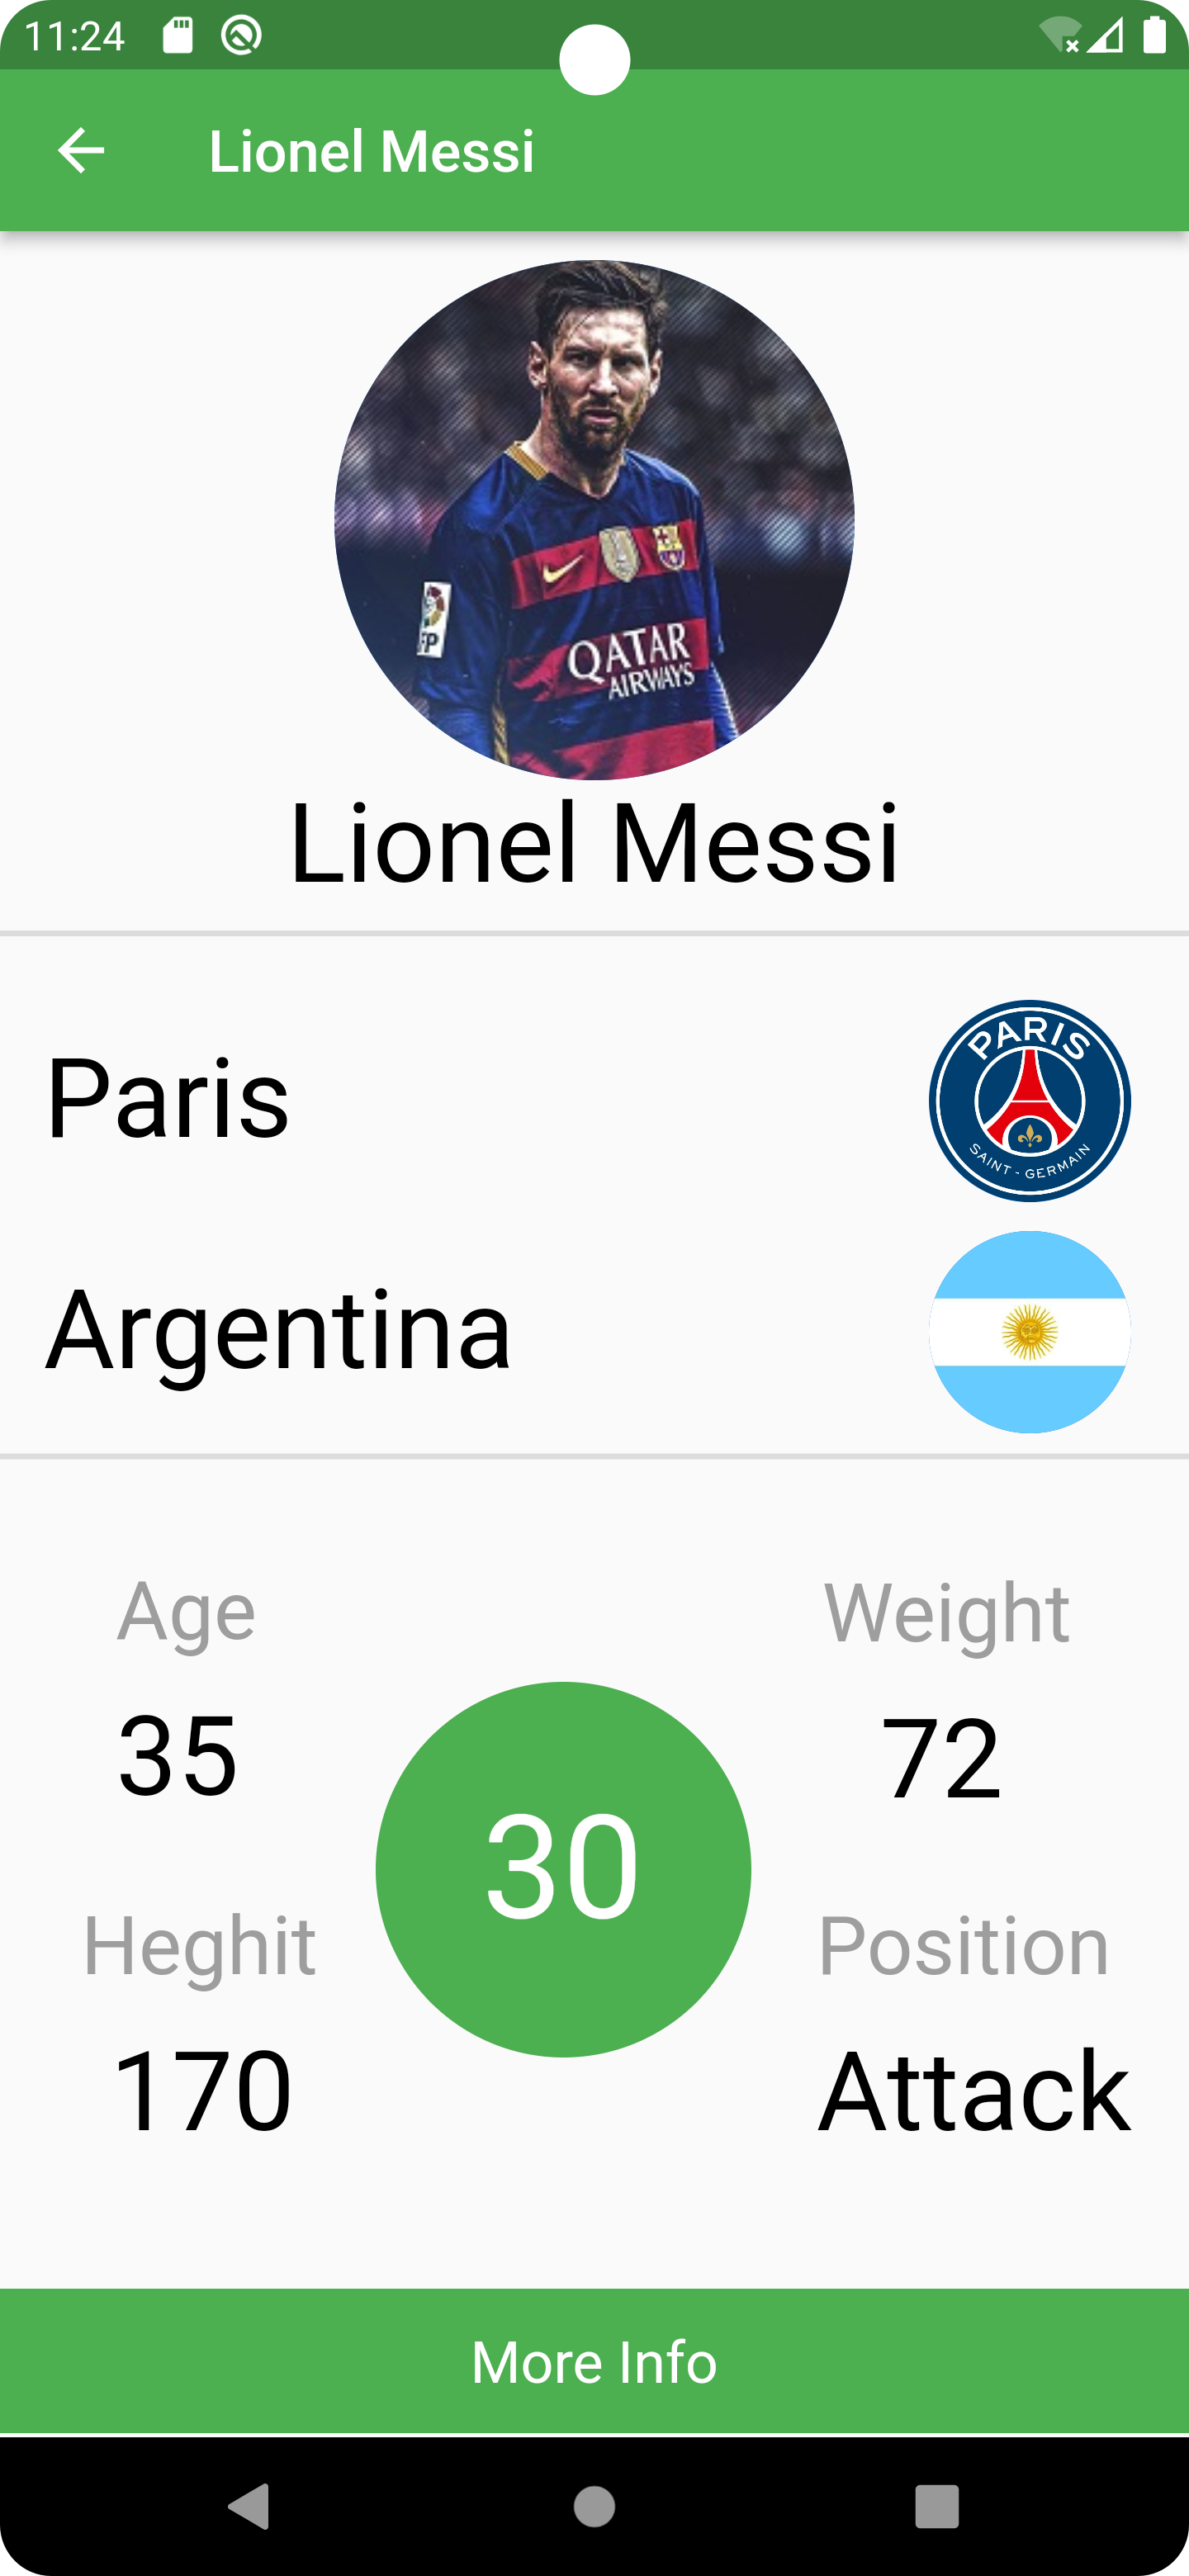 11:24
Lionel Messi
FP
QATAR
AIRWAYS
Lionel Messi
Paris
PARIS
SAINT - GERMAIN
Argentina
Age
Weight
35
72
30
Heghit
Position
170
Attack
More Info